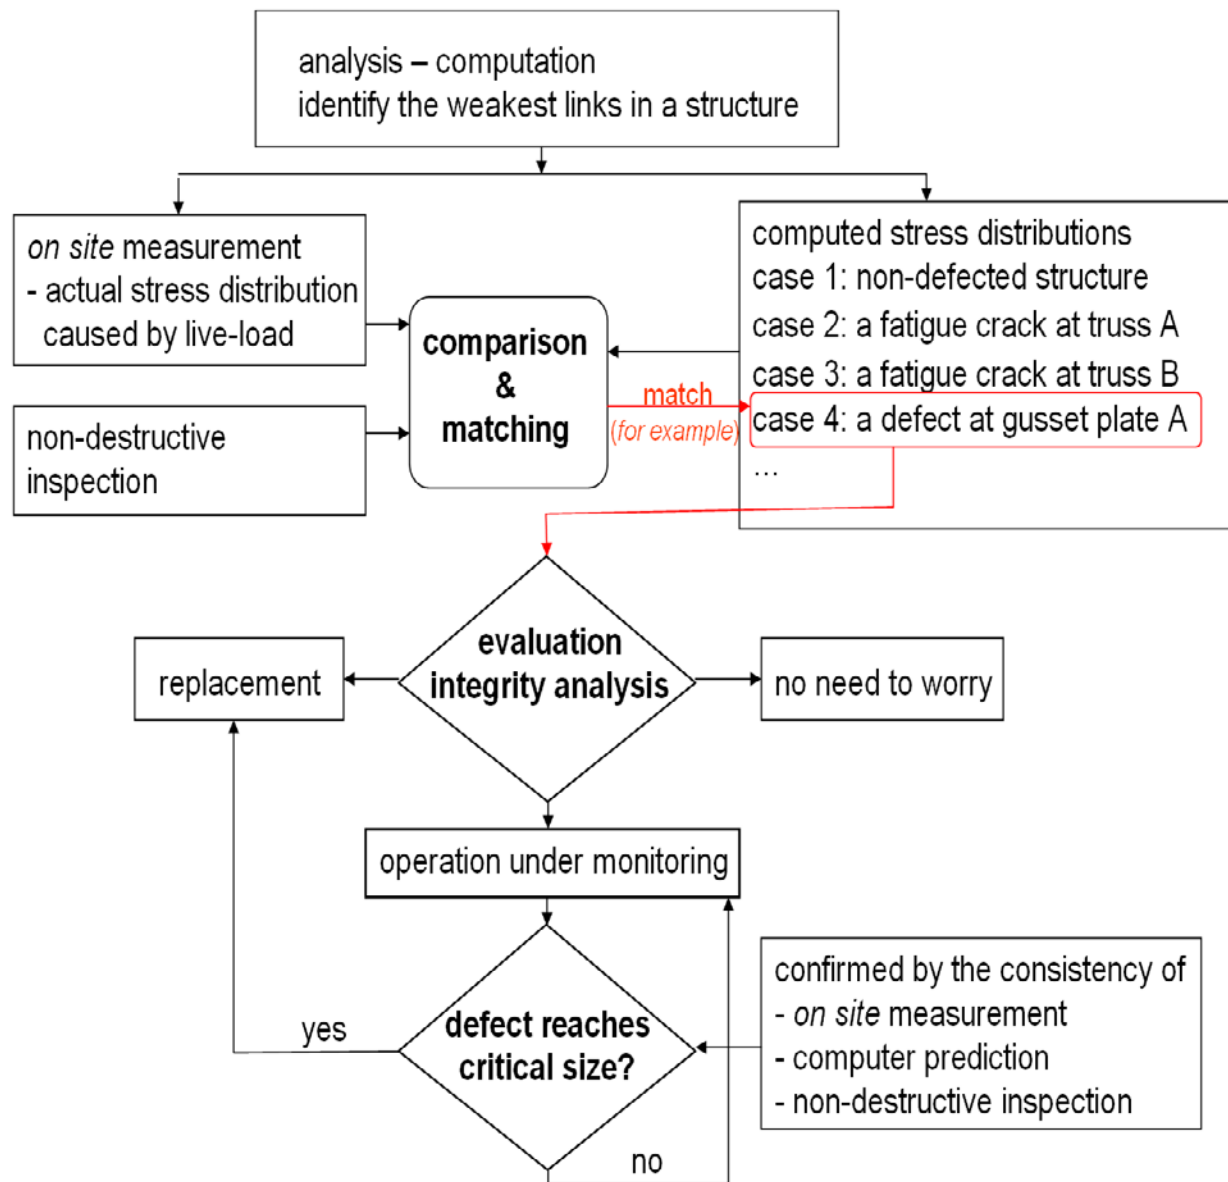 analysis – computation
identify the weakest links in a structure
on site measurement
- actual stress distribution
caused by live-load
non-destructive
inspection
comparison
&
matching
match
(for example)
computed stress distributions
case 1: non-defected structure
case 2: a fatigue crack at truss A
case 3: a fatigue crack at truss B
case 4: a defect at gusset plate A
...
evaluation
integrity analysis
replacement
no need to worry
operation under monitoring
defect reaches
critical size?
yes
no
confirmed by the consistency of
- on site measurement
- computer prediction
- non-destructive inspection